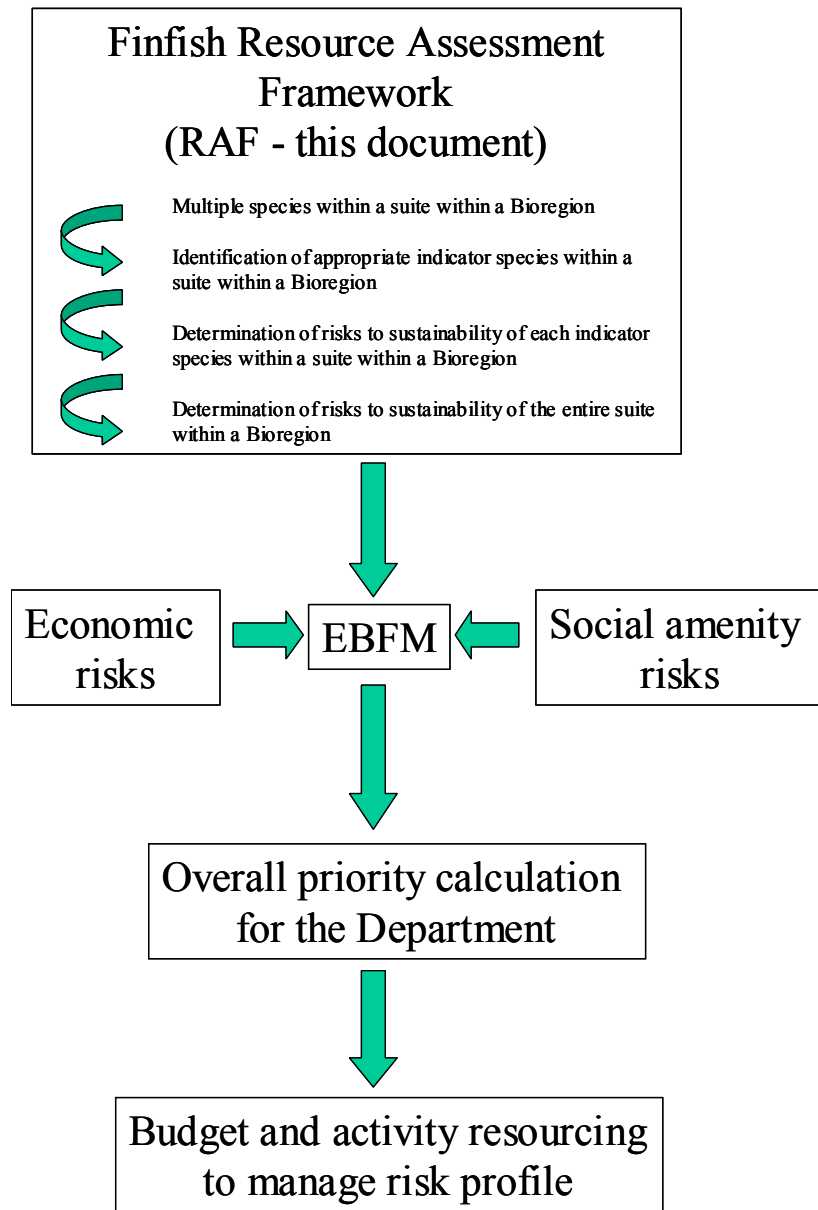 Finfish Resource Assessment
Framework
(RAF - this document)
Multiple species within a suite within a Bioregion
Identification of appropriate indicator species within a
suite within a Bioregion
Determination of risks to sustainability of each indicator
species within a suite within a Bioregion
Determination of risks to sustainability of the entire suite
within a Bioregion
Economic
risks
EBFM
Social amenity
risks
Overall priority calculation
for the Department
Budget and activity resourcing
to manage risk profile